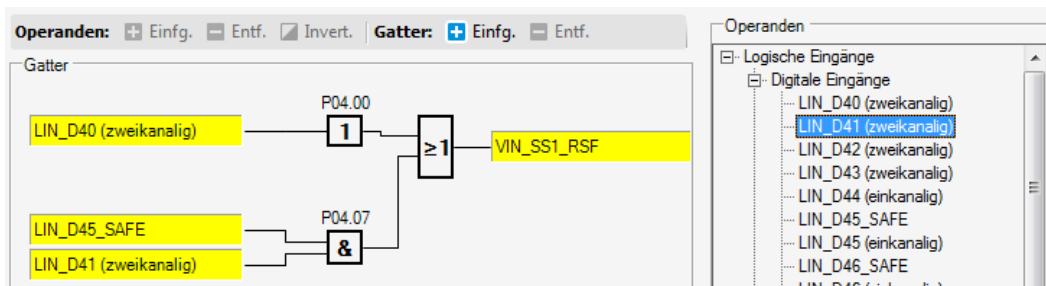 Operanden: Einfg. Entf. Invert. Gatter: Einfg. Entf.
Gatter
P04.00
LIN_D40 (zweikanalig)
1
≥1
VIN_SS1_RSF
P04.07
LIN_D45_SAFE
&
LIN_D41 (zweikanalig)
Operanden
Logische Eingänge
Digitale Eingänge
LIN_D40 (zweikanalig)
LIN_D41 (zweikanalig)
LIN_D42 (zweikanalig)
LIN_D43 (zweikanalig)
LIN_D44 (einkanalig)
LIN_D45_SAFE
LIN_D45 (einkanalig)
LIN_D46_SAFE